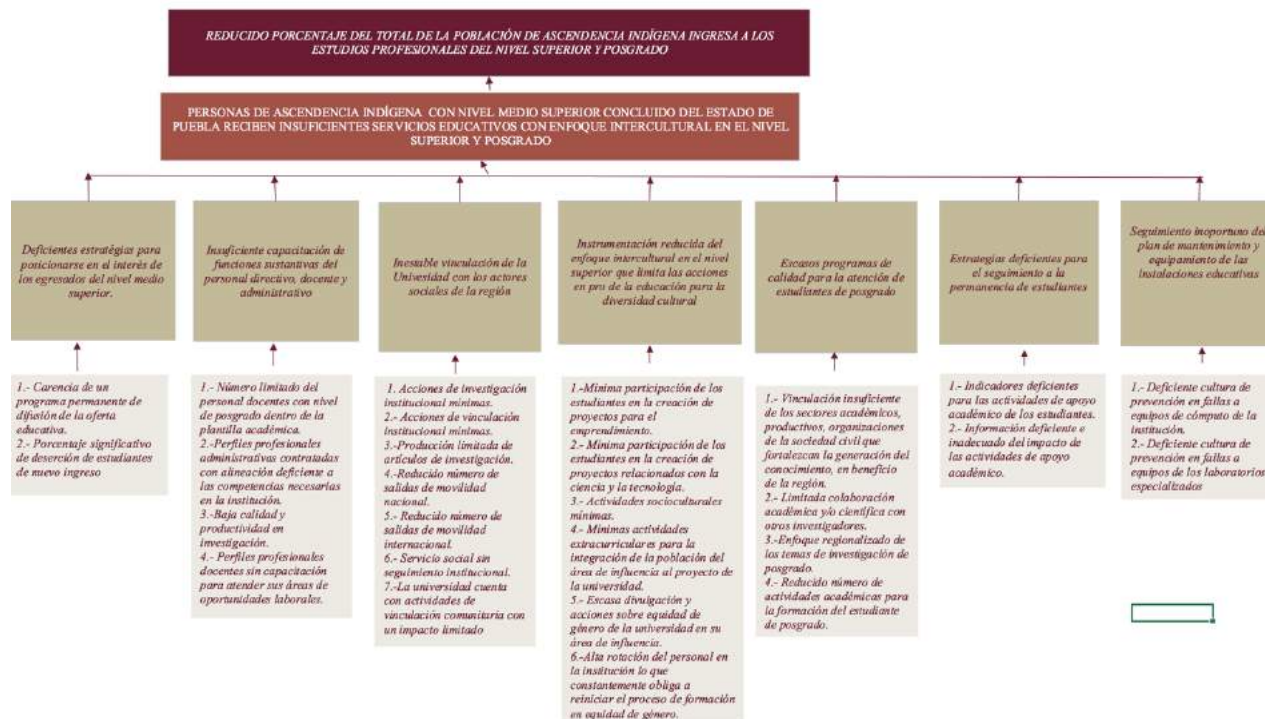 REDUCIDO PORCENTAJE DEL TOTAL DE LA POBLACIÓN DE ASCENDENCIA INDÍGENA INGRESA A LOS
ESTUDIOS PROFESIONALES DEL NIVEL SUPERIOR Y POSGRADO
PERSONAS DE ASCENDENCIA INDÍGENA CON NIVEL MEDIO SUPERIOR CONCLUIDO DEL ESTADO DE
PUEBLA RECIBEN INSUFICIENTES SERVICIOS EDUCATIVOS CON ENFOQUE INTERCULTURAL EN EL NIVEL
SUPERIOR Y POSGRADO
Deficientes estratégias para
posicionarse en el interés de
los egresados del nivel medio
superior.
Insuficiente capacitación de
funciones sustantivas del
personal directivo, docente y
administrativo
Inestable vinculación de la
Univesidad con los actores
sociales de la región
Instrumentación reducida del
enfoque intercultural en el nivel
superior que limita las acciones
en pro de la educación para la
diversidad cultural
Escasos programas de
calidad para la atención de
estudiantes de posgrado
Estrategias deficientes para
el seguimiento a la
permanencia de estudiantes
Seguimiento inoportuno del
plan de mantenimiento y
equipamiento de las
instalaciones educativas
1.- Carencia de un
programa permanente de
difusión de la oferta
educativa.
2.- Porcentaje significativo
de deserción de estudiantes
de nuevo ingreso
1.- Número limitado del
personal docentes con nivel
de posgrado dentro de la
plantilla académica.
2.-Perfiles profesionales
administrativas contratadas
con alineación deficiente a
las competencias necesarias
en la institución.
3.-Baja calidad y
productividad en
investigación.
4.- Perfiles profesionales
docentes sin capacitación
para atender sus áreas de
oportunidades laborales.
1. Acciones de investigación
institucional mínimas.
2.-Acciones de vinculación
institucional mínimas.
3.-Producción limitada de
artículos de investigación.
4.-Reducido número de
salidas de movilidad
nacional.
5.- Reducido número de
salidas de movilidad
internacional.
6.- Servicio social sin
seguimiento institucional.
7.-La universidad cuenta
con actividades de
vinculación comunitaria con
un impacto limitado
1.-Mínima participación de los
estudiantes en la creación de
proyectos para el
emprendimiento.
2.- Mínima participación de los
estudiantes en la creación de
proyectos relacionados con la
ciencia y la tecnología.
3.- Actividades socioculturales
mínimas.
4.- Mínimas actividades
extracurriculares para la
integración de la población del
área de influencia al proyecto de
la universidad.
5.- Escasa divulgación y
acciones sobre equidad de
género de la universidad en su
área de influencia.
6.-Alta rotación del personal en
la institución lo que
constantemente obliga a
reiniciar el proceso de formación
en equidad de género.
1.- Vinculación insuficiente
de los sectores académicos,
productivos, organizaciones
de la sociedad civil que
fortalezcan la generación del
conocimiento, en beneficio
de la región.
2.- Limitada colaboración
académica y/o científica con
otros investigadores.
3.-Enfoque regionalizado de
los temas de investigación de
posgrado.
4.- Reducido número de
actividades académicas para
la formación del estudiante
de posgrado.
1.- Indicadores deficientes
para las actividades de apoyo
académico de los estudiantes.
2.- Información deficiente e
inadecuado del impacto de
las actividades de apoyo
académico.
1.- Deficiente cultura de
prevención en fallas a
equipos de cómputo de la
institución.
2.- Deficiente cultura de
prevención en fallas a
equipos de los laboratorios
especializados